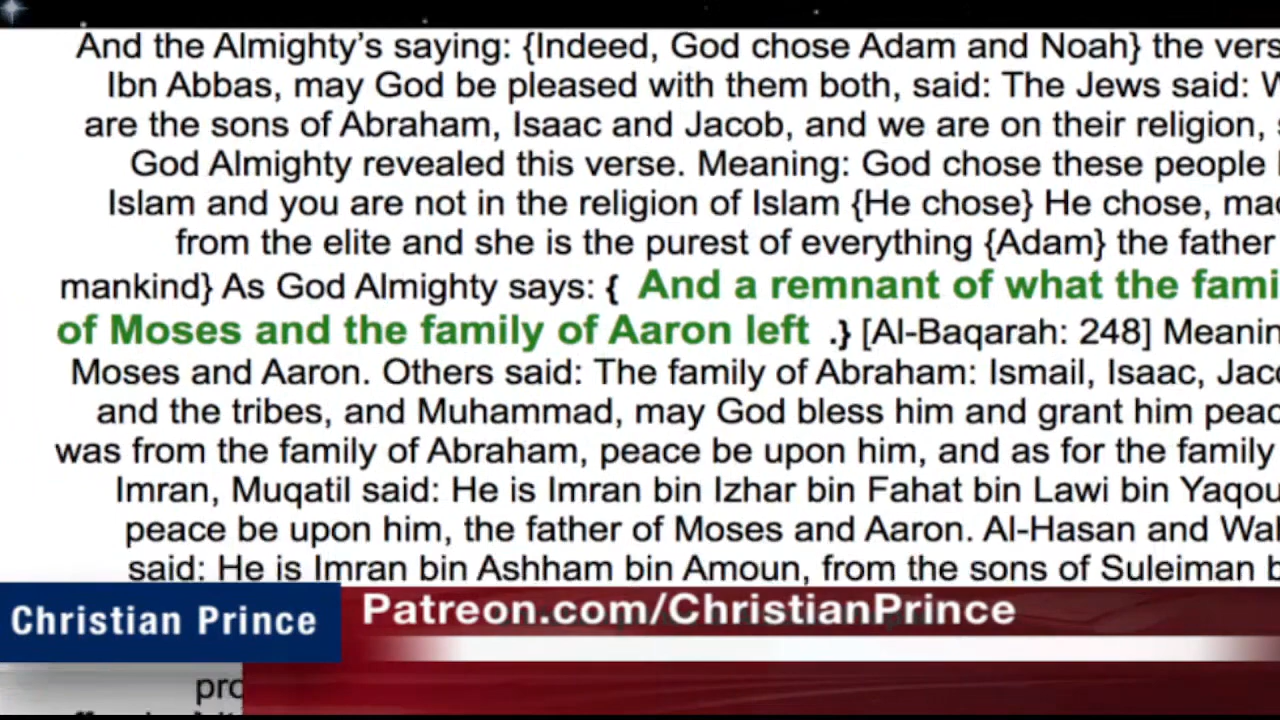 And the Almighty’s saying: {Indeed, God chose Adam and Noah} the vers
Ibn Abbas, may God be pleased with them both, said: The Jews said: W
are the sons of Abraham, Isaac and Jacob, and we are on their religion,
God Almighty revealed this verse. Meaning: God chose these people
Islam and you are not in the religion of Islam {He chose} He chose, mad
from the elite and she is the purest of everything {Adam} the father
mankind} As God Almighty says: { And a remnant of what the fami
of Moses and the family of Aaron left .} [Al-Baqarah: 248] Meanin
Moses and Aaron. Others said: The family of Abraham: Ismail, Isaac, Jaco
and the tribes, and Muhammad, may God bless him and grant him peac
was from the family of Abraham, peace be upon him, and as for the family
Imran, Muqatil said: He is Imran bin Izhar bin Fahat bin Lawi bin Yaqou
peace be upon him, the father of Moses and Aaron. Al-Hasan and Wa
said: He is Imran bin Ashham bin Amoun, from the sons of Suleiman b
Christian Prince
Patreon.com/ChristianPrince
pro